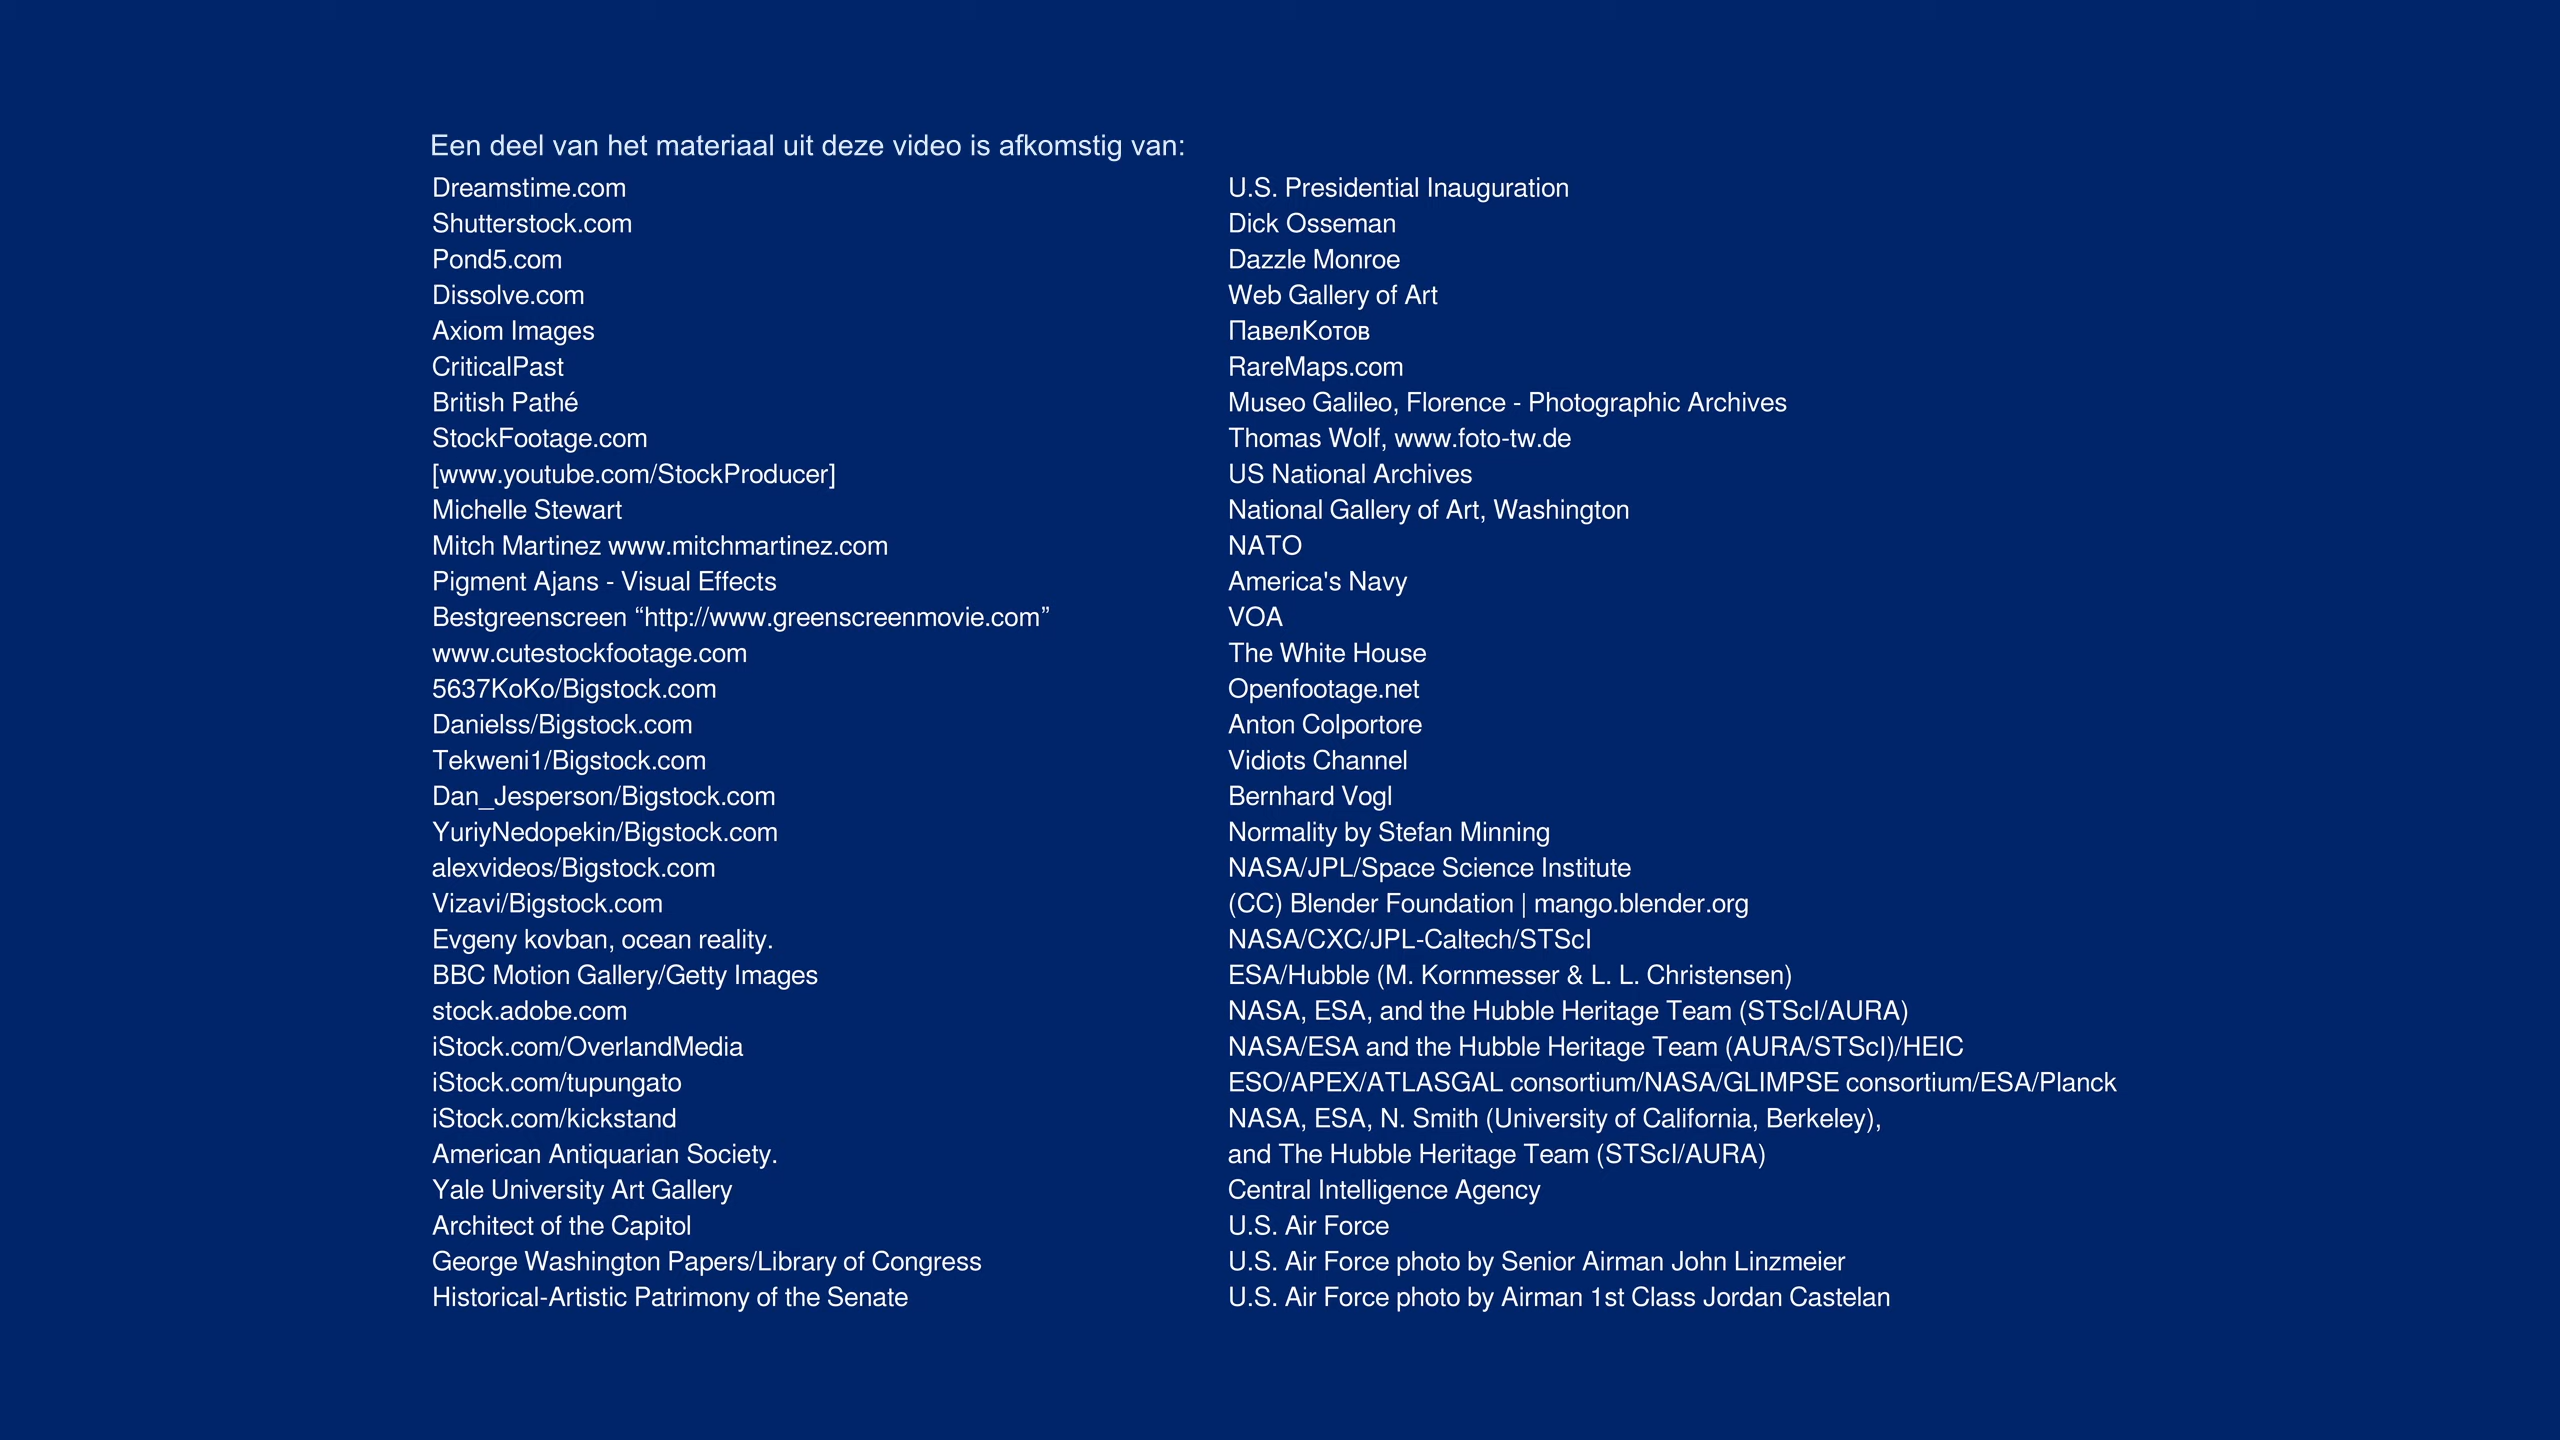 Een deel van het materiaal uit deze video is afkomstig van:
Dreamstime.com
Shutterstock.com
Pond5.com
Dissolve.com
Axiom Images
CriticalPast
British Pathé
StockFootage.com
[www.youtube.com/StockProducer]
Michelle Stewart
Mitch Martinez www.mitchmartinez.com
Pigment Ajans - Visual Effects
Bestgreenscreen “http://www.greenscreenmovie.com”
www.cutestockfootage.com
5637KoKo/Bigstock.com
Danielss/Bigstock.com
Tekweni1/Bigstock.com
Dan_Jesperson/Bigstock.com
YuriyNedopekin/Bigstock.com
alexvideos/Bigstock.com
Vizavi/Bigstock.com
Evgeny kovban, ocean reality.
BBC Motion Gallery/Getty Images
stock.adobe.com
iStock.com/OverlandMedia
iStock.com/tupungato
iStock.com/kickstand
American Antiquarian Society.
Yale University Art Gallery
Architect of the Capitol
George Washington Papers/Library of Congress
Historical-Artistic Patrimony of the Senate
U.S. Presidential Inauguration
Dick Osseman
Dazzle Monroe
Web Gallery of Art
ПавелКотов
RareMaps.com
Museo Galileo, Florence - Photographic Archives
Thomas Wolf, www.foto-tw.de
US National Archives
National Gallery of Art, Washington
NATO
America's Navy
VOA
The White House
Openfootage.net
Anton Colportore
Vidiots Channel
Bernhard Vogl
Normality by Stefan Minning
NASA/JPL/Space Science Institute
(CC) Blender Foundation | mango.blender.org
NASA/CXC/JPL-Caltech/STScI
ESA/Hubble (M. Kornmesser & L. L. Christensen)
NASA, ESA, and the Hubble Heritage Team (STScI/AURA)
NASA/ESA and the Hubble Heritage Team (AURA/STScI)/HEIC
ESO/APEX/ATLASGAL consortium/NASA/GLIMPSE consortium/ESA/Planck
NASA, ESA, N. Smith (University of California, Berkeley),
and The Hubble Heritage Team (STScI/AURA)
Central Intelligence Agency
U.S. Air Force
U.S. Air Force photo by Senior Airman John Linzmeier
U.S. Air Force photo by Airman 1st Class Jordan Castelan